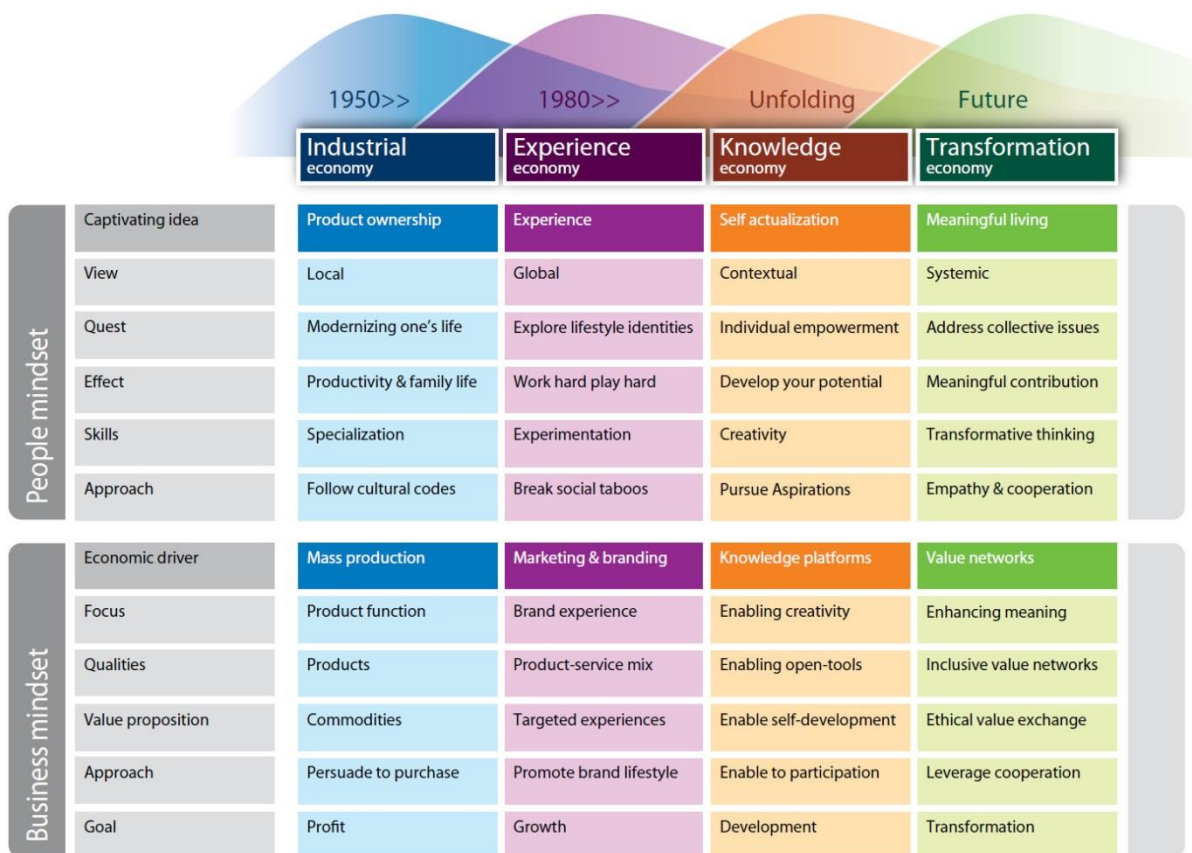 1950>>
1980>>
Unfolding
Future
Industrial
economy
Experience
economy
Knowledge
economy
Transformation
economy
People mindset
Captivating idea
Product ownership
Experience
Self actualization
Meaningful living
View
Local
Global
Contextual
Systemic
Quest
Modernizing one’s life
Explore lifestyle identities
Individual empowerment
Address collective issues
Effect
Productivity & family life
Work hard play hard
Develop your potential
Meaningful contribution
Skills
Specialization
Experimentation
Creativity
Transformative thinking
Approach
Follow cultural codes
Break social taboos
Pursue Aspirations
Empathy & cooperation
Business mindset
Economic driver
Mass production
Marketing & branding
Knowledge platforms
Value networks
Focus
Product function
Brand experience
Enabling creativity
Enhancing meaning
Qualities
Products
Product-service mix
Enabling open-tools
Inclusive value networks
Value proposition
Commodities
Targeted experiences
Enable self-development
Ethical value exchange
Approach
Persuade to purchase
Promote brand lifestyle
Enable to participation
Leverage cooperation
Goal
Profit
Growth
Development
Transformation